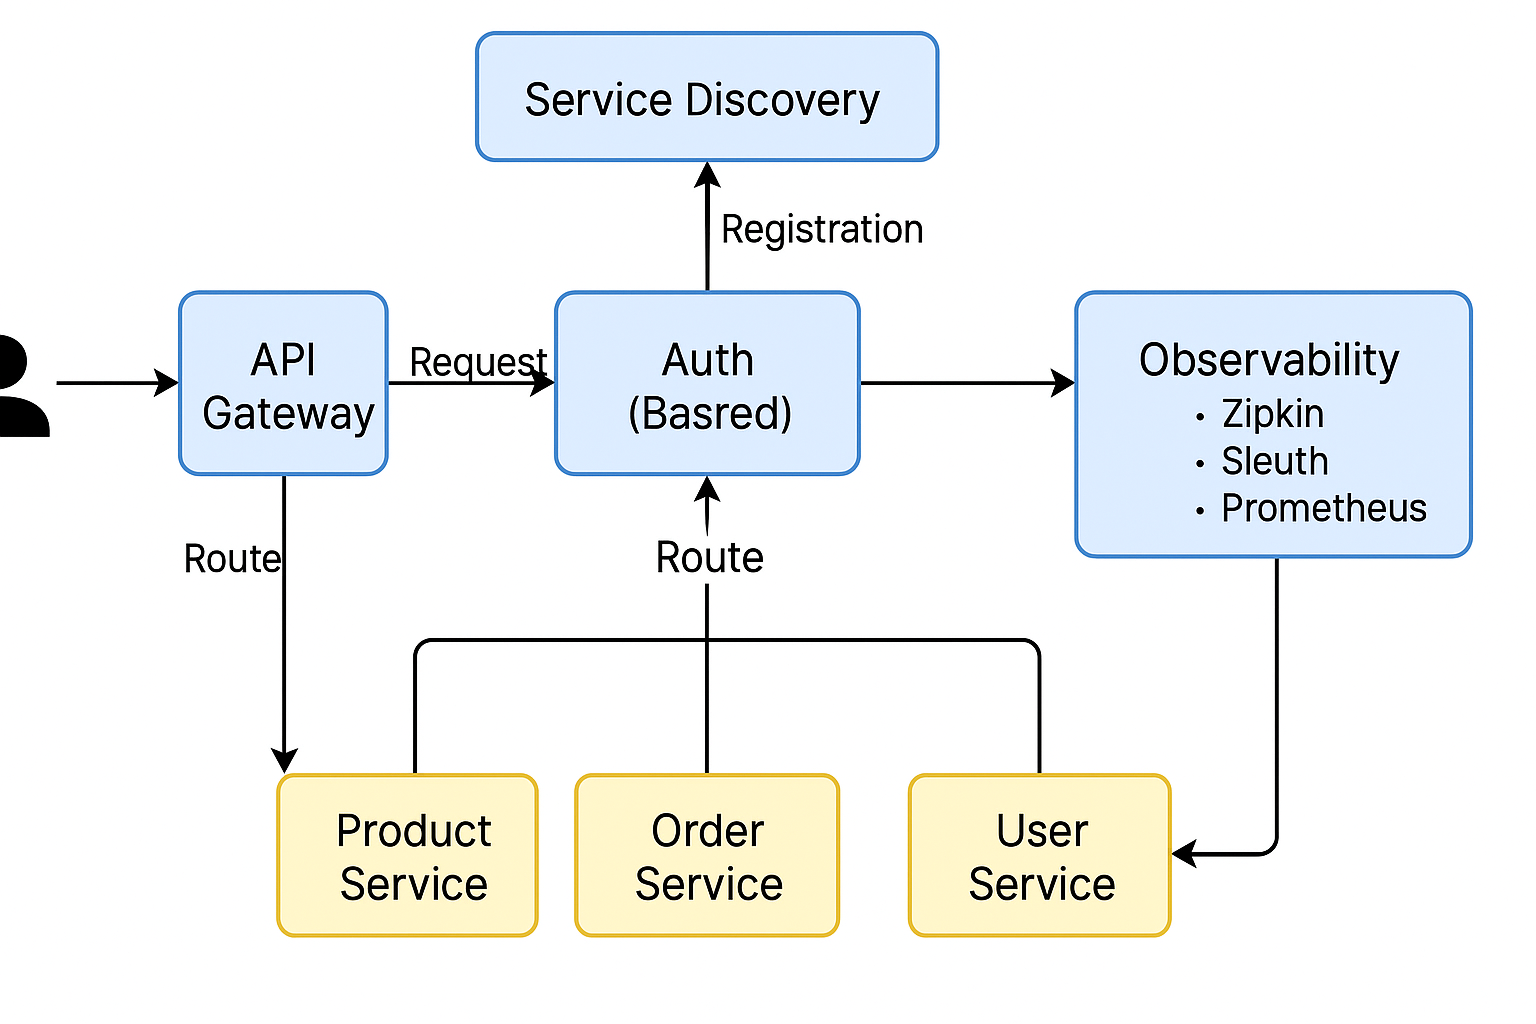 Service Discovery
Registration
API
Gateway
Request
Auth
(Basred)
Observability
• Zipkin
• Sleuth
• Prometheus
Route
Route
Product
Service
Order
Service
User
Service